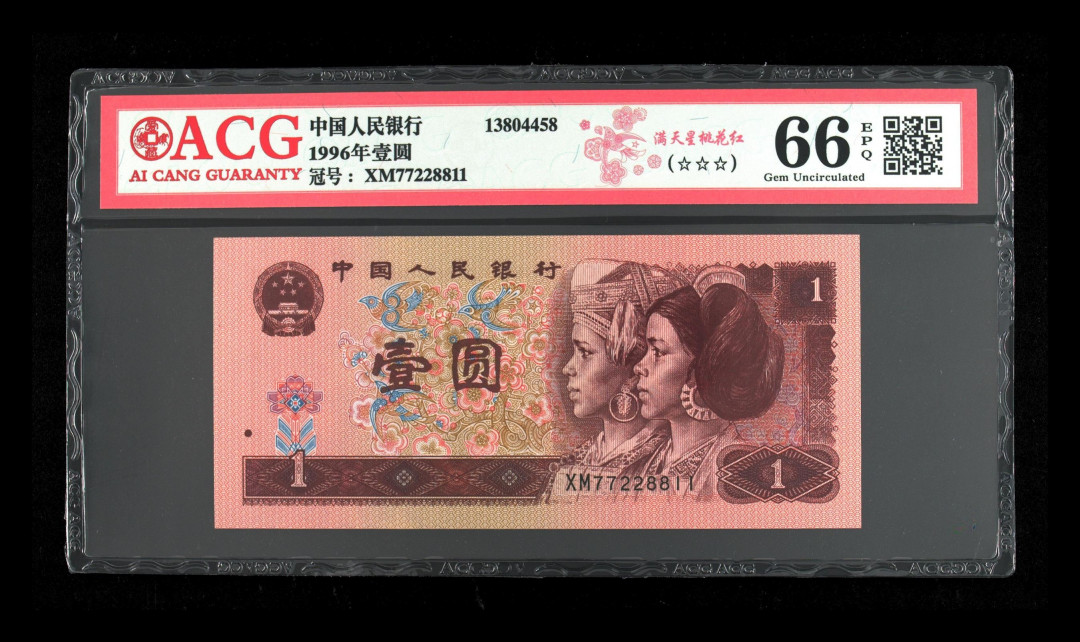 ACG
AI CANG GUARANTY
中国人民银行 13804458
1996年壹圆
冠号：XM77228811
满天星桃花红
(☆☆☆)
66 EPQ
Gem Uncirculated
中国人民银行
1
壹圆
1
XM77228811
1